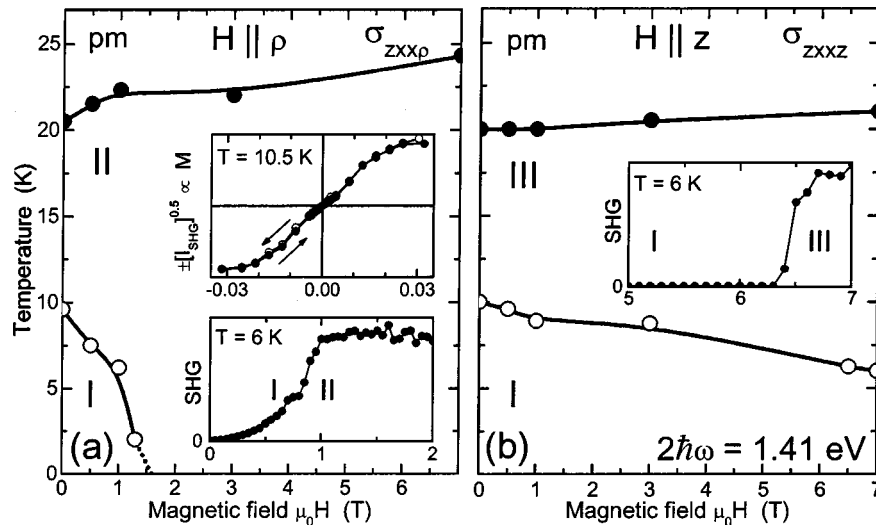 pm H || ρ σzxxρ
25
20
15
10
5
0
Temperature (K)
II
I
(a)
0 1 2 3 4 5 6
Magnetic field μ0H (T)
T = 10.5 K
±[ISHG]^0.5 ∝ M
-0.03 0.00 0.03
T = 6 K
SHG
I II
0
0 1 2
pm H || z σzxxz
III
I
(b)
2ħω = 1.41 eV
0 1 2 3 4 5 6 7
Magnetic field μ0H (T)
T = 6 K
SHG
I III
0
5 6 7